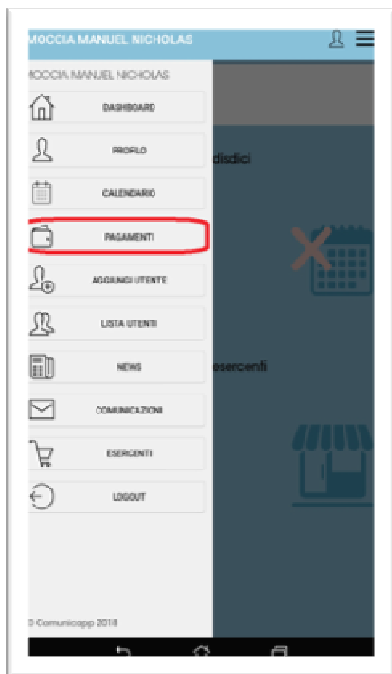 MOCCIA MANUEL NICHOLAS
MOCCIA MANUEL NICHOLAS
DASHBOARD
PROFILO
disdici
CALENDARIO
PAGAMENTI
AGGIUNGI UTENTE
LISTA UTENTI
NEWS
esercenti
COMUNICAZIONI
ESERCENTI
LOGOUT
© Comunicapp 2018